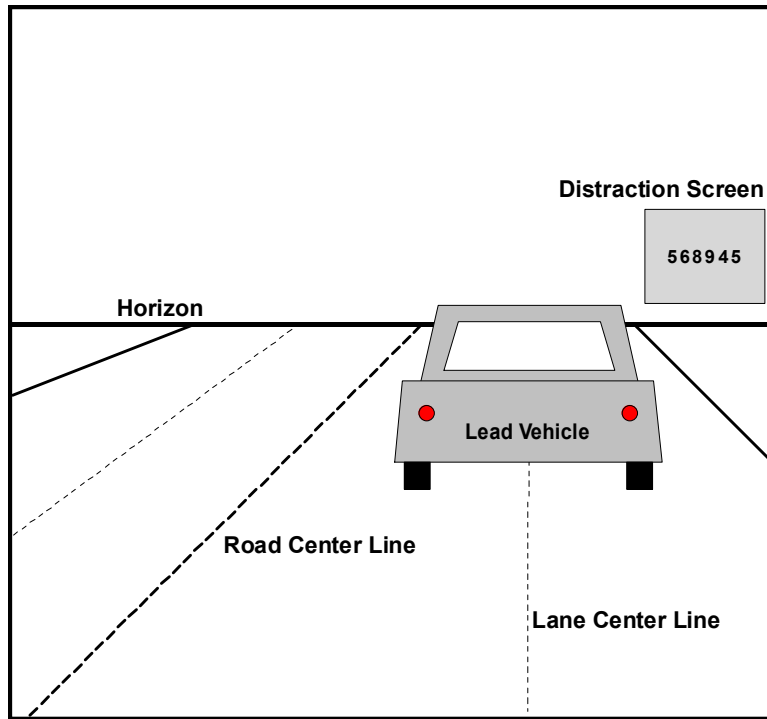 Distraction Screen
568945
Horizon
Lead Vehicle
Road Center Line
Lane Center Line